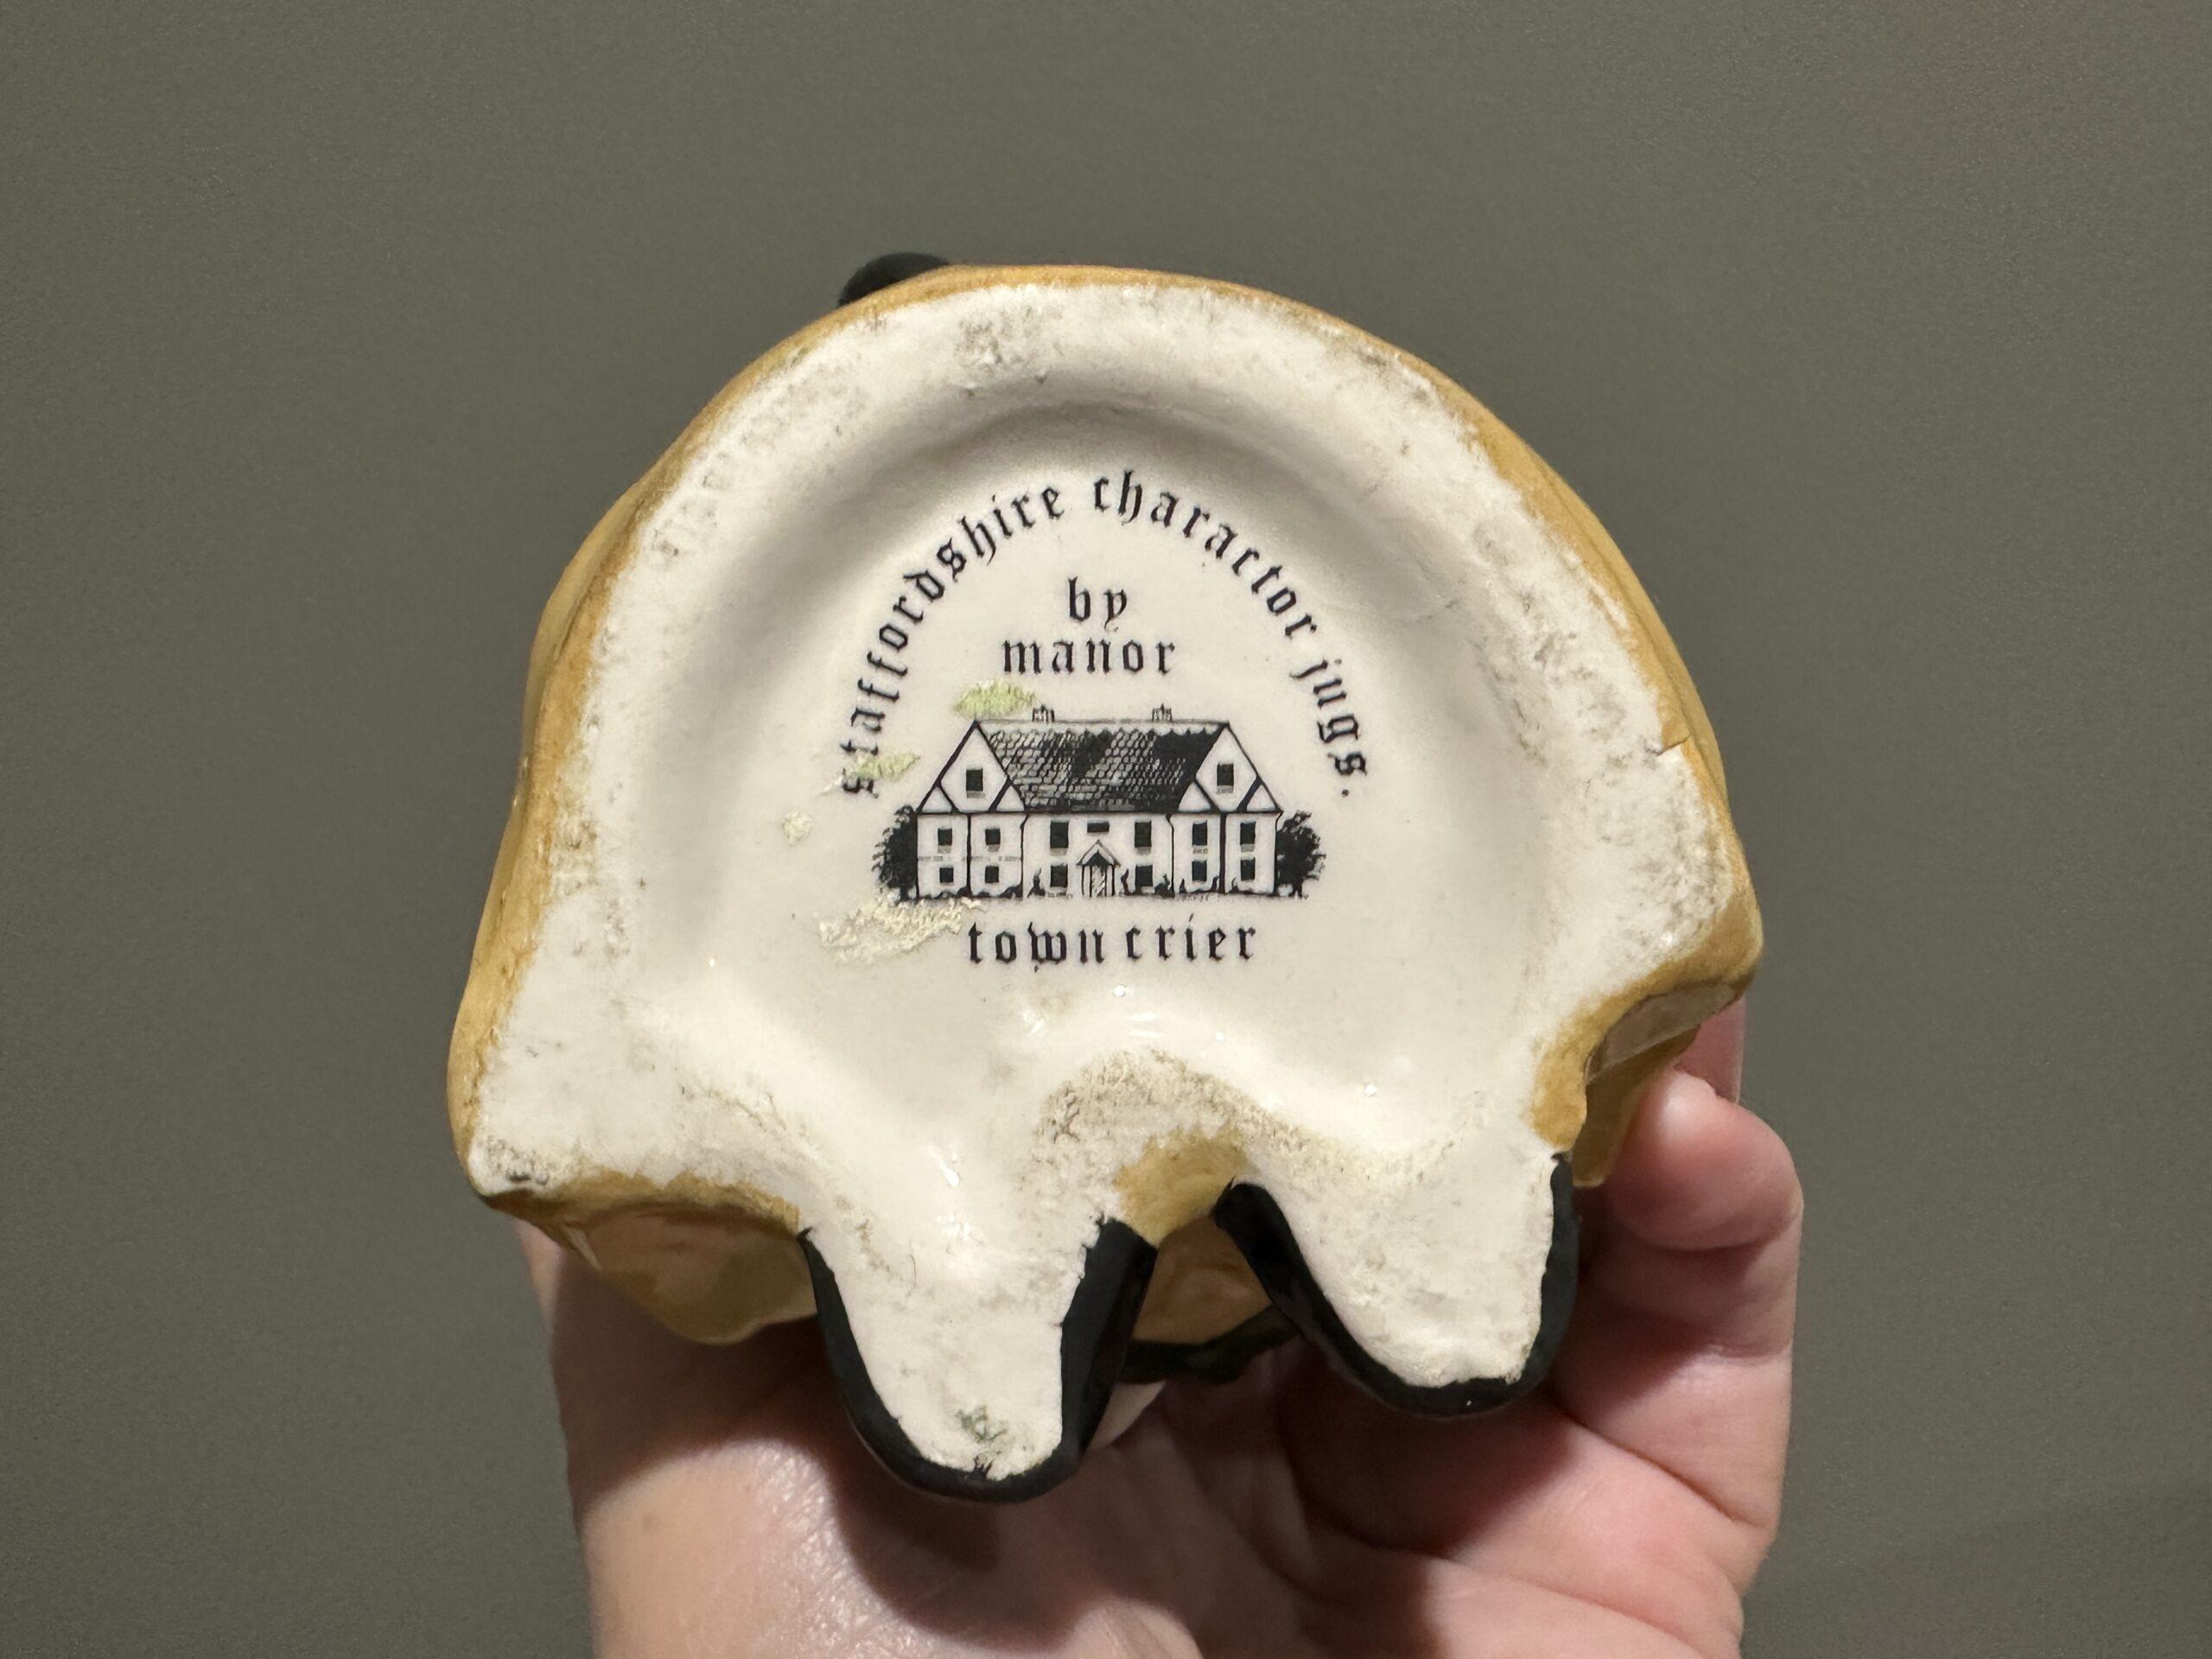 staffordshire charactor jugs.
by
manor
town crier